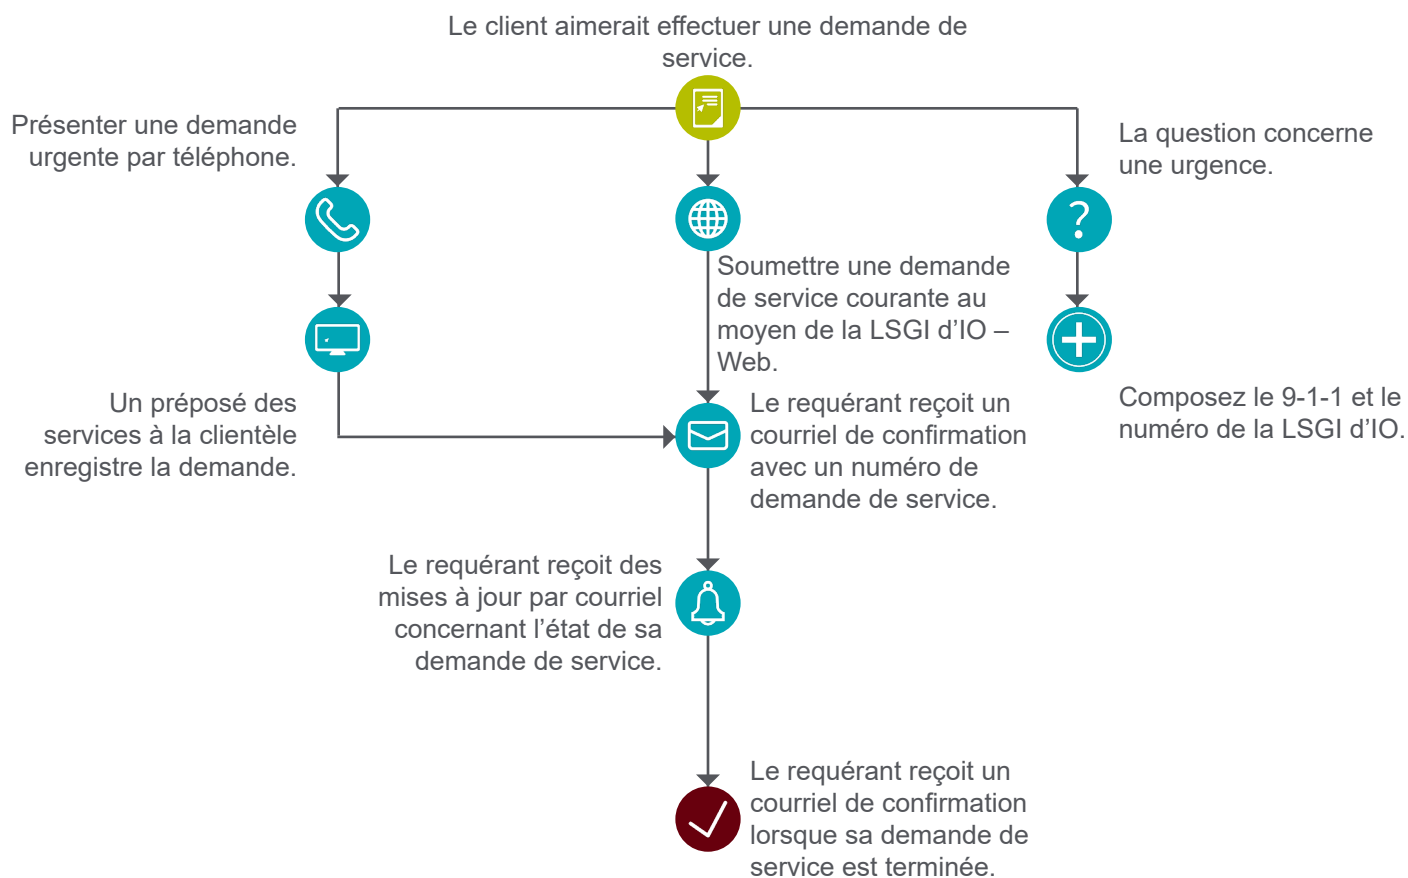 Le client aimerait effectuer une demande de
service.
Présenter une demande
urgente par téléphone.
La question concerne
une urgence.
?
Soumettre une demande
de service courante au
moyen de la LSGI d’IO –
Web.
Un préposé des
services à la clientèle
enregistre la demande.
Le requérant reçoit un
courriel de confirmation
avec un numéro de
demande de service.
Composez le 9-1-1 et le
numéro de la LSGI d’IO.
Le requérant reçoit des
mises à jour par courriel
concernant l’état de sa
demande de service.
Le requérant reçoit un
courriel de confirmation
lorsque sa demande de
service est terminée.